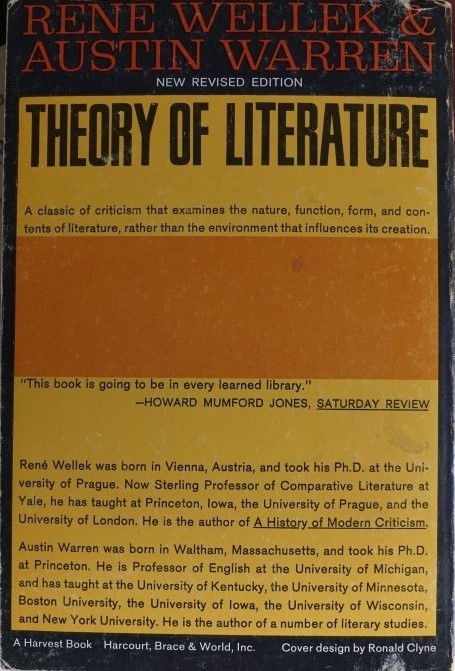 RENE WELLEK &
AUSTIN WARREN
NEW REVISED EDITION
THEORY OF LITERATURE
A classic of criticism that examines the nature, function, form, and con-
tents of literature, rather than the environment that influences its creation.
"This book is going to be in every learned library."
—HOWARD MUMFORD JONES, SATURDAY REVIEW
René Wellek was born in Vienna, Austria, and took his Ph.D. at the Uni-
versity of Prague. Now Sterling Professor of Comparative Literature at
Yale, he has taught at Princeton, Iowa, the University of Prague, and the
University of London. He is the author of A History of Modern Criticism.
Austin Warren was born in Waltham, Massachusetts, and took his Ph.D.
at Princeton. He is Professor of English at the University of Michigan,
and has taught at the University of Kentucky, the University of Minnesota,
Boston University, the University of Iowa, the University of Wisconsin,
and New York University. He is the author of a number of literary studies.
A Harvest Book Harcourt, Brace & World, Inc. Cover design by Ronald Clyne